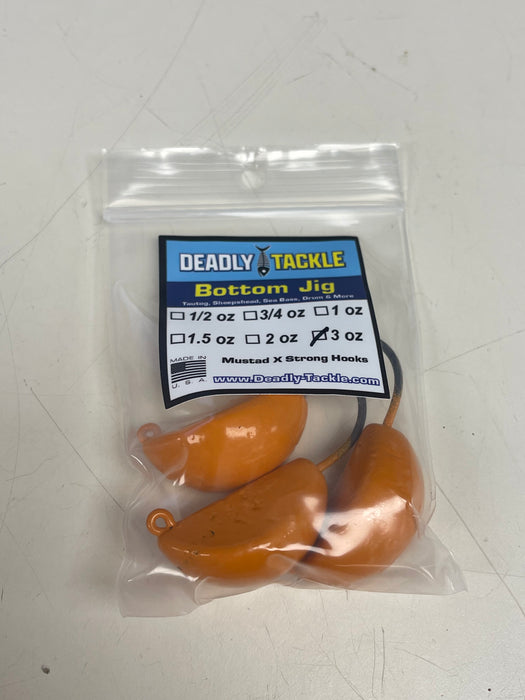 DEADLY TACKLE
Bottom Jig
Tautog, Sheepshead, Sea Bass, Drum & More
1/2 oz 3/4 oz 1 oz
1.5 oz 2 oz 3 oz
MADE IN
U.S.A.
Mustad X Strong Hooks
www.Deadly-Tackle.com